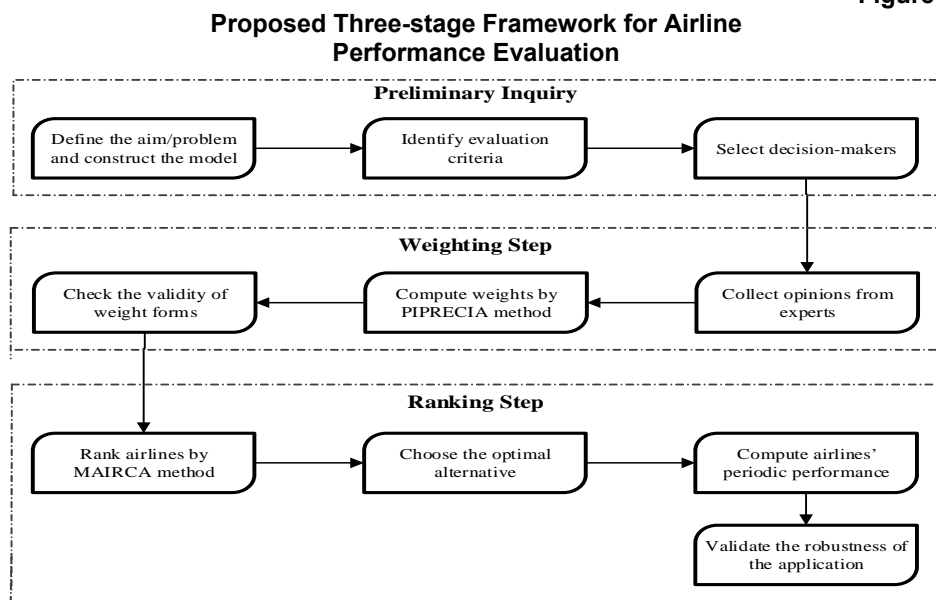 Figure
Proposed Three-stage Framework for Airline
Performance Evaluation
Preliminary Inquiry
Define the aim/problem
and construct the model
Identify evaluation
criteria
Select decision-makers
Weighting Step
Check the validity of
weight forms
Compute weights by
PIPRECIA method
Collect opinions from
experts
Ranking Step
Rank airlines by
MAIRCA method
Choose the optimal
alternative
Compute airlines’
periodic performance
Validate the robustness of
the application